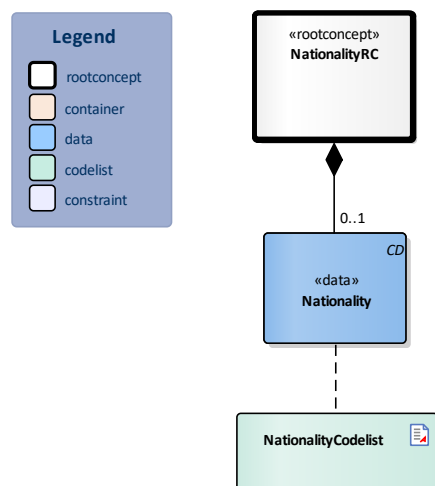 Legend
rootconcept
container
data
codelist
constraint
«rootconcept»
NationalityRC
0..1
CD
«data»
Nationality
NationalityCodelist